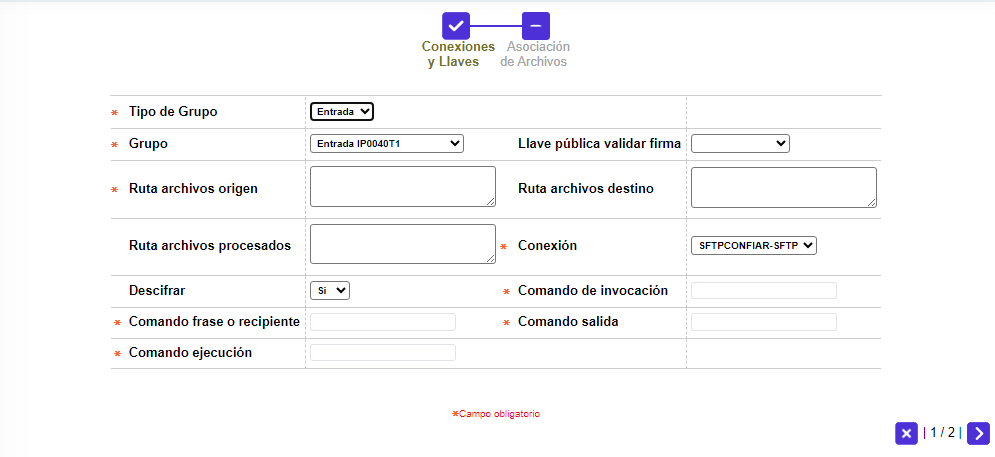 Conexiones
y Llaves
Asociación
de Archivos
* Tipo de Grupo
Entrada
* Grupo
Entrada IP0040T1
Llave pública validar firma
* Ruta archivos origen
Ruta archivos destino
Ruta archivos procesados
* Conexión
SFTPCONFIAR-SFTP
Descifrar
Si
* Comando de invocación
* Comando frase o recipiente
* Comando salida
* Comando ejecución
*Campo obligatorio
| 1 / 2 |